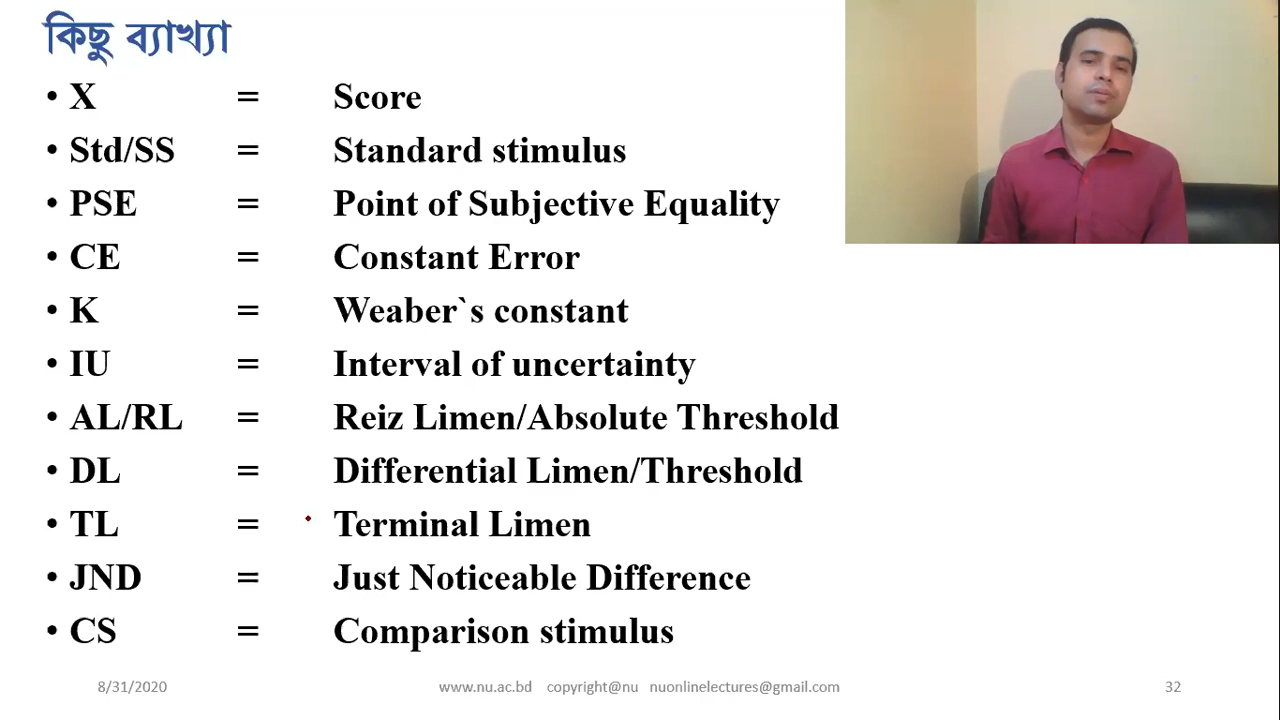 কিছু ব্যাখ্যা
• X = Score
• Std/SS = Standard stimulus
• PSE = Point of Subjective Equality
• CE = Constant Error
• K = Weaber`s constant
• IU = Interval of uncertainty
• AL/RL = Reiz Limen/Absolute Threshold
• DL = Differential Limen/Threshold
• TL = Terminal Limen
• JND = Just Noticeable Difference
• CS = Comparison stimulus
8/31/2020 www.nu.ac.bd copyright@nu nuonlinelectures@gmail.com 32